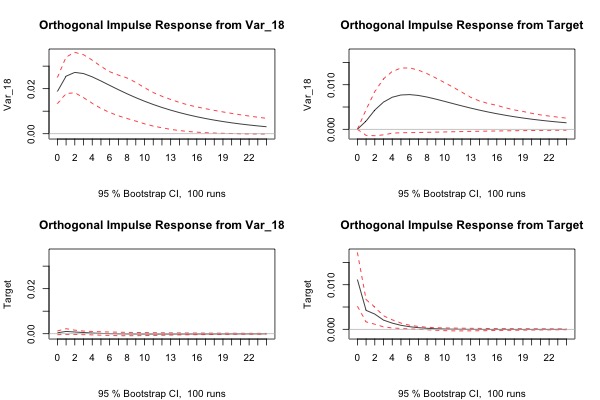 Orthogonal Impulse Response from Var_18
Var_18
0.02
0.00
0 2 4 6 8 10 13 16 19 22
95 % Bootstrap CI, 100 runs
Orthogonal Impulse Response from Target
Var_18
0.010
0.000
0 2 4 6 8 10 13 16 19 22
95 % Bootstrap CI, 100 runs
Orthogonal Impulse Response from Var_18
Target
0.02
0.00
0 2 4 6 8 10 13 16 19 22
95 % Bootstrap CI, 100 runs
Orthogonal Impulse Response from Target
Target
0.010
0.000
0 2 4 6 8 10 13 16 19 22
95 % Bootstrap CI, 100 runs